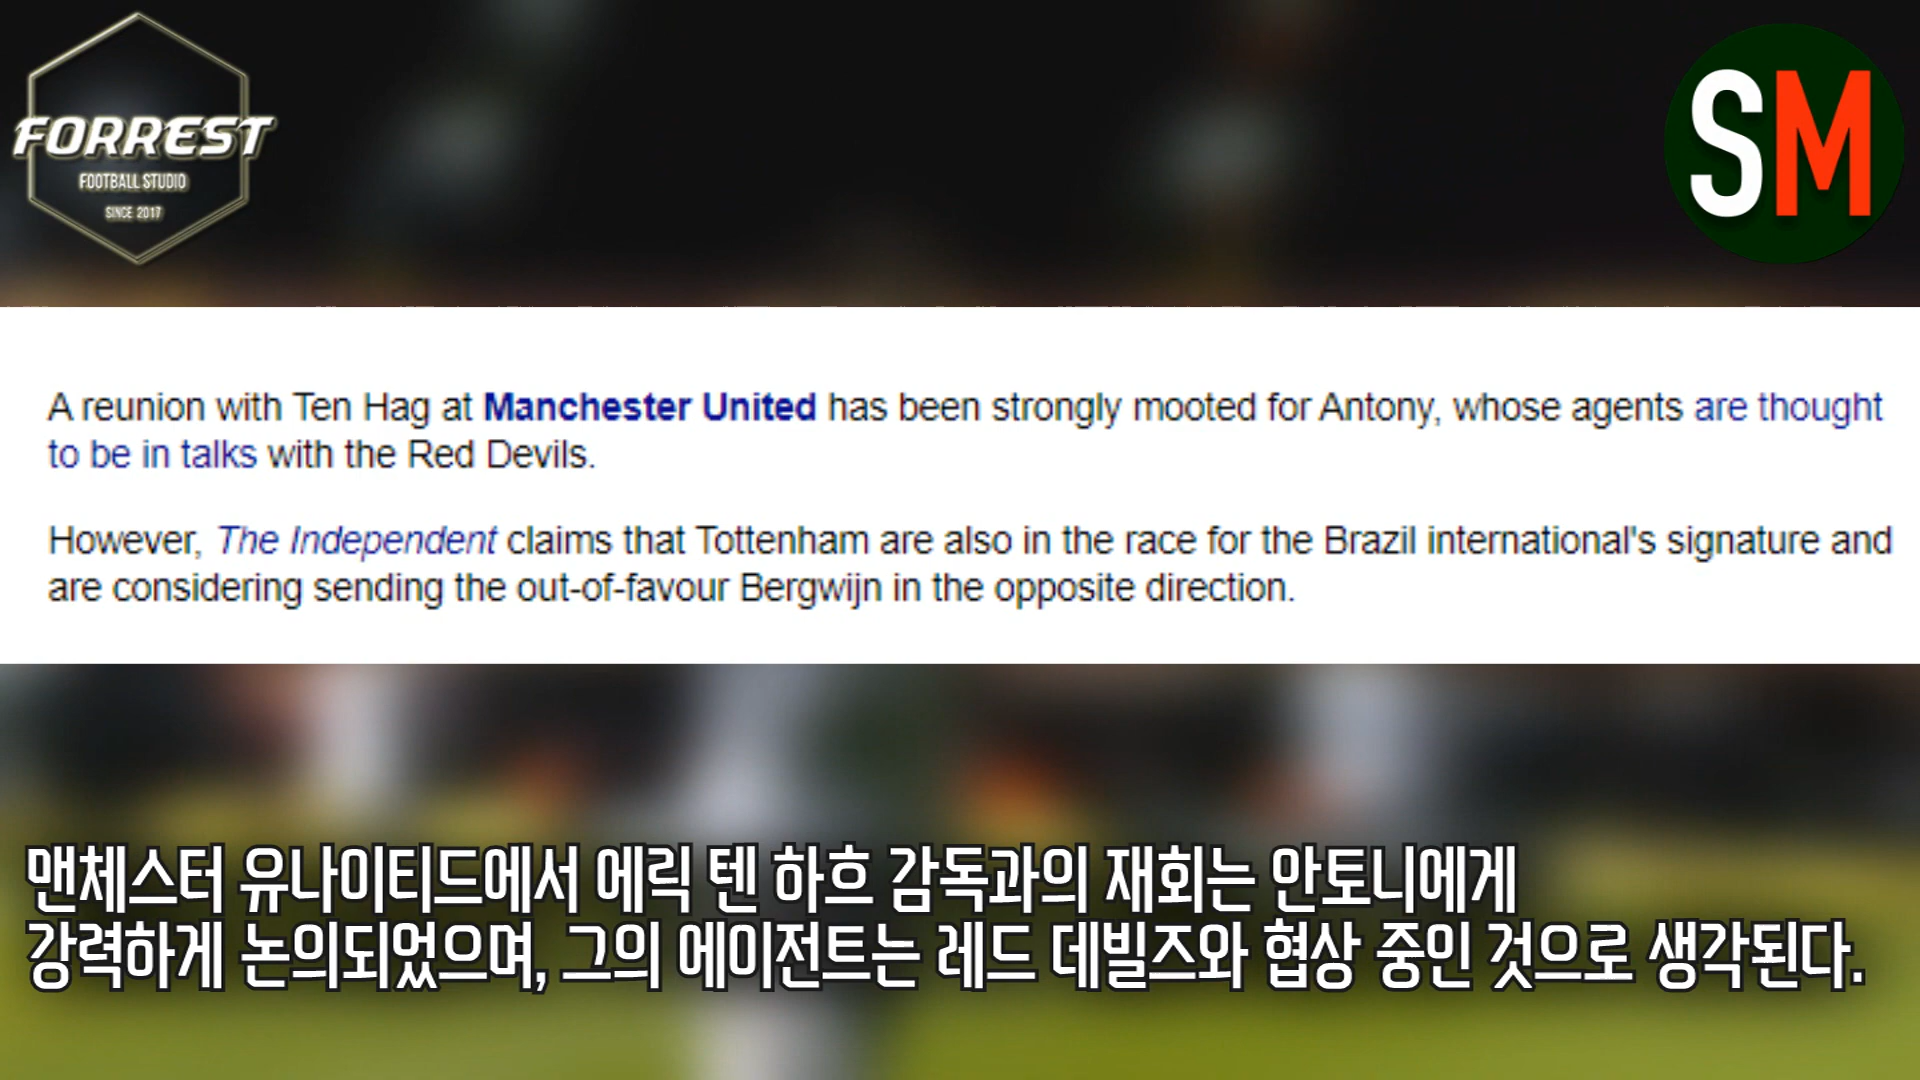 FORREST
FOOTBALL STUDIO
SINCE 2017
SM
A reunion with Ten Hag at Manchester United has been strongly mooted for Antony, whose agents are thought
to be in talks with the Red Devils.
However, The Independent claims that Tottenham are also in the race for the Brazil international's signature and
are considering sending the out-of-favour Bergwijn in the opposite direction.
맨체스터 유나이티드에서 에릭 텐 하흐 감독과의 재회는 안토니에게
강력하게 논의되었으며, 그의 에이전트는 레드 데빌즈와 협상 중인 것으로 생각된다.